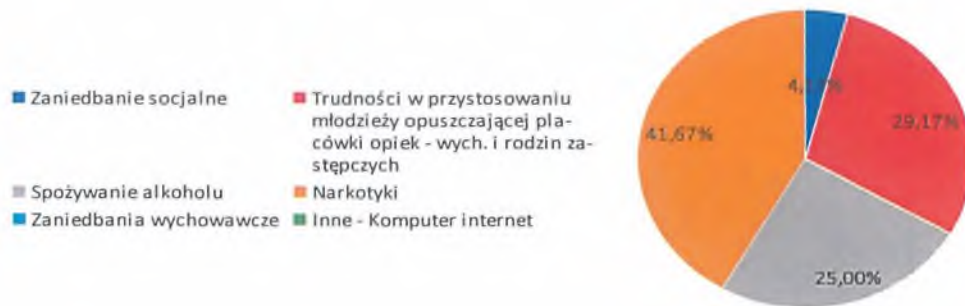 Zaniedbanie socjalne
Trudności w przystosowaniu
młodzieży opuszczającej pla-
cówki opiek - wych. i rodzin za-
stępczych
Spożywanie alkoholu
Narkotyki
Zaniedbania wychowawcze
Inne - Komputer internet
41,67%
29,17%
25,00%